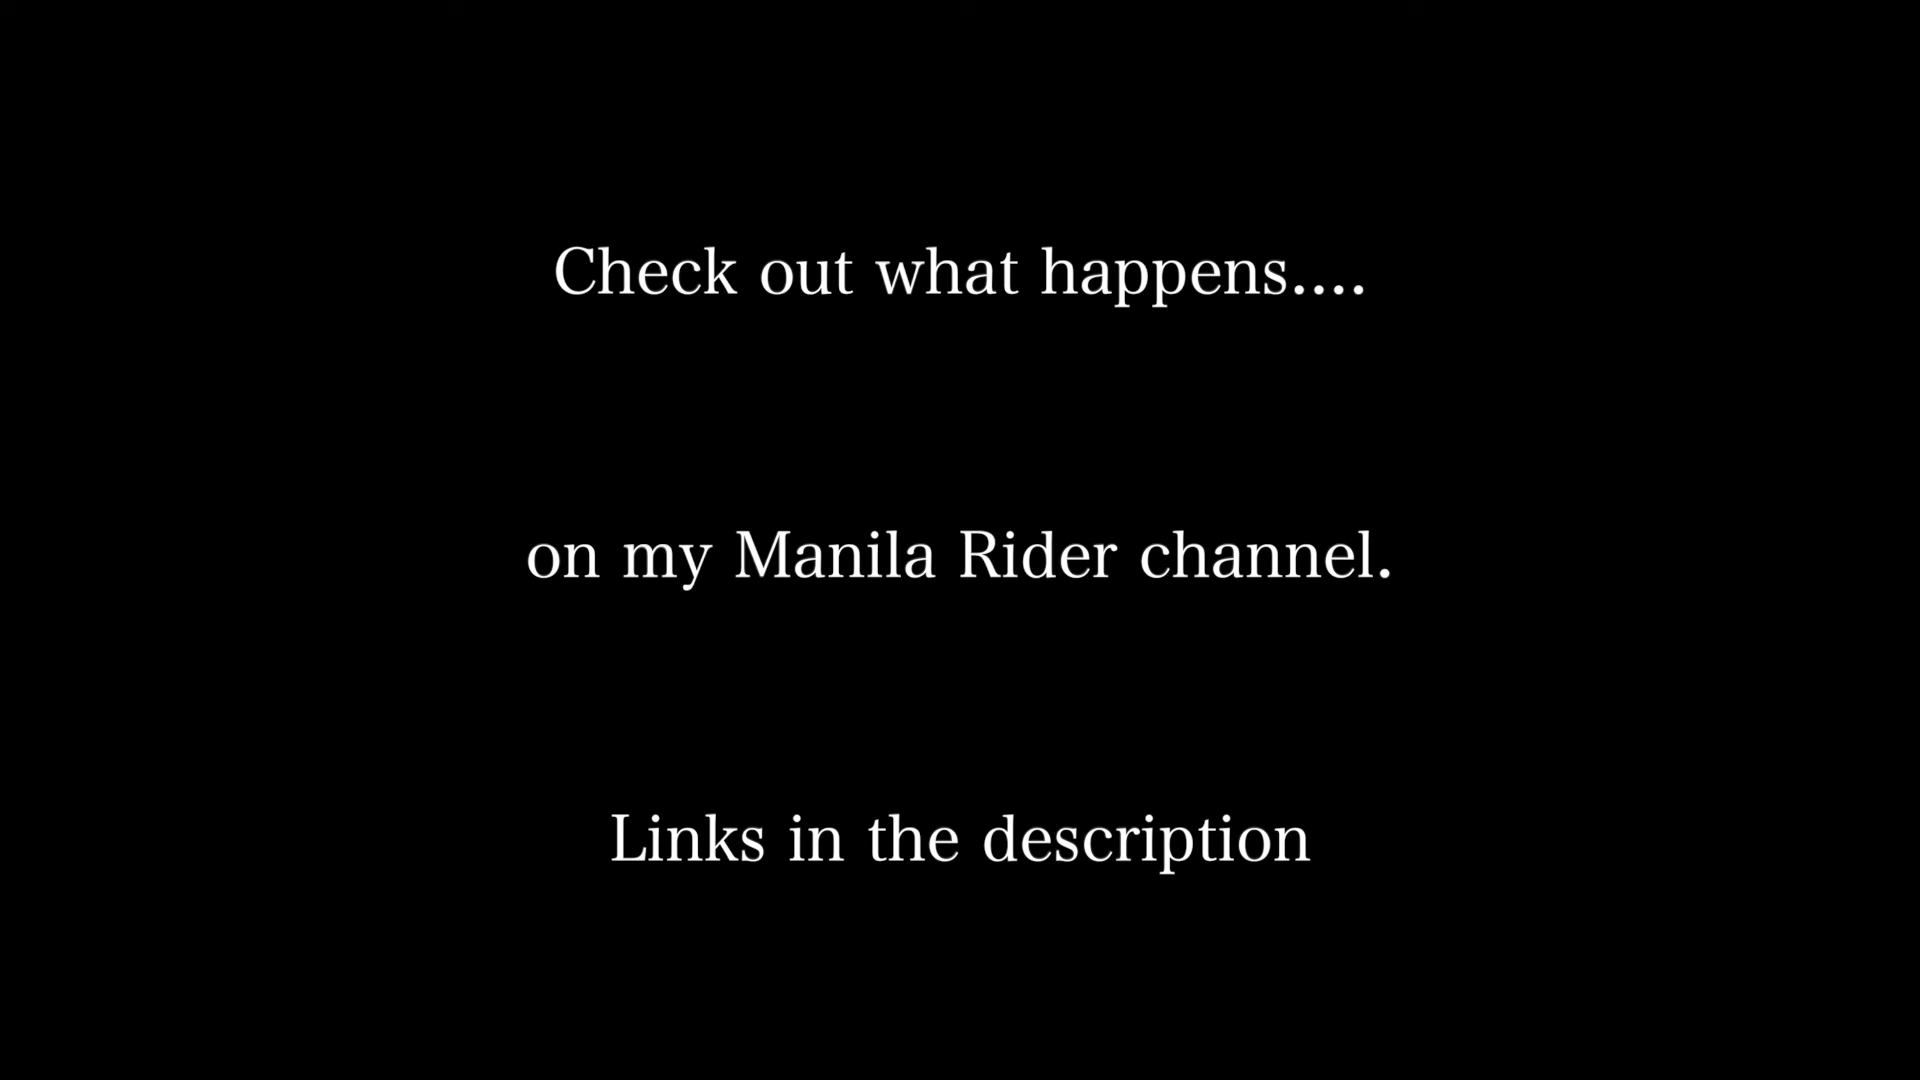 Check out what happens....
on my Manila Rider channel.
Links in the description